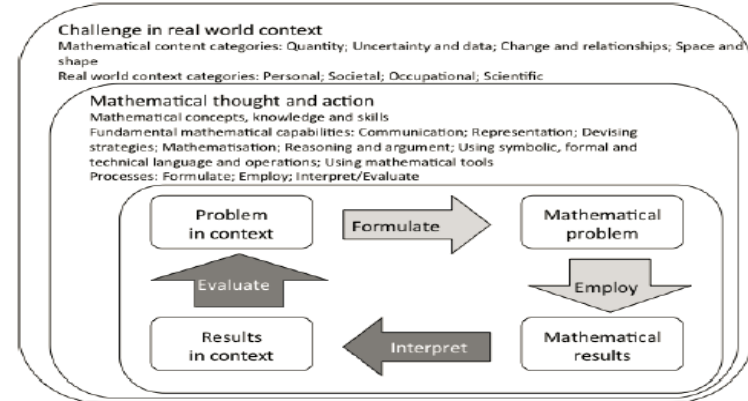 Challenge in real world context
Mathematical content categories: Quantity; Uncertainty and data; Change and relationships; Space and
shape
Real world context categories: Personal; Societal; Occupational; Scientific
Mathematical thought and action
Mathematical concepts, knowledge and skills
Fundamental mathematical capabilities: Communication; Representation; Devising
strategies; Mathematisation; Reasoning and argument; Using symbolic, formal and
technical language and operations; Using mathematical tools
Processes: Formulate; Employ; Interpret/Evaluate
Problem
in context
Formulate
Mathematical
problem
Evaluate
Employ
Results
in context
Interpret
Mathematical
results